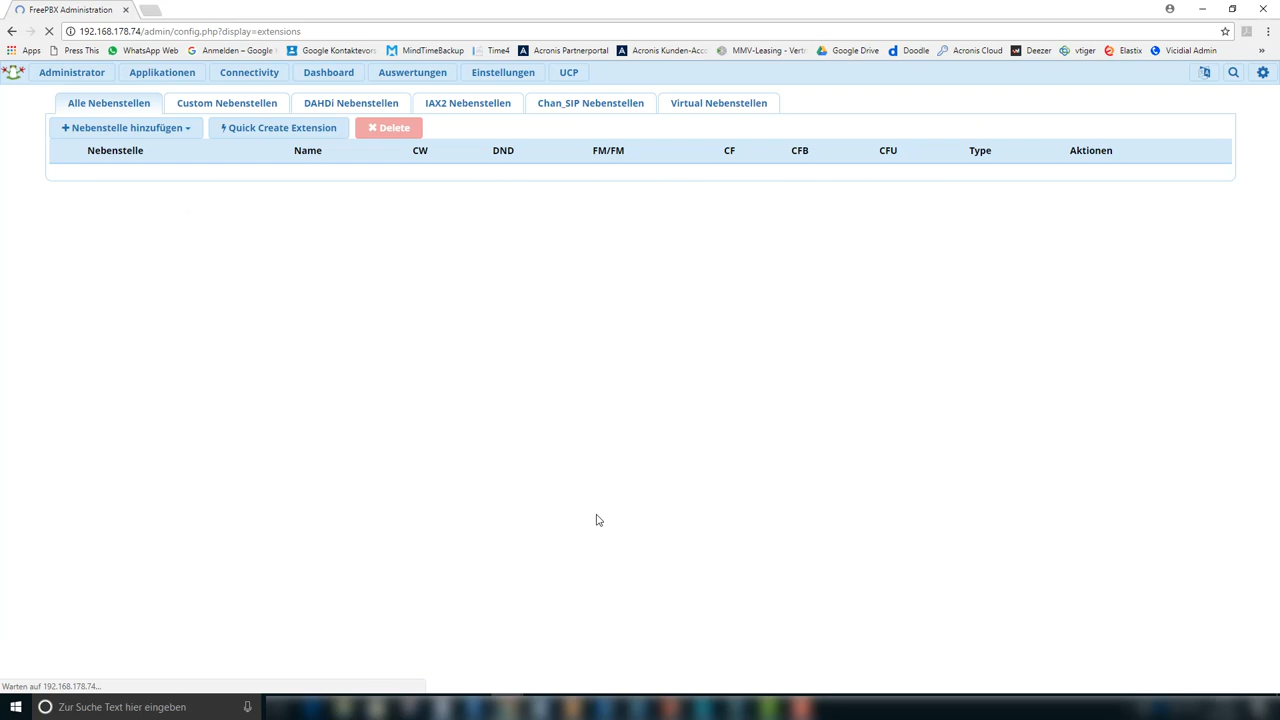 FreePBX Administration
192.168.178.74/admin/config.php?display=extensions
Apps Press This WhatsApp Web Anmelden – Google Google Kontaktevors MindTimeBackup Time4 Acronis Partnerportal Acronis Kunden-Acco MMV-Leasing - Vertr Google Drive Doodle Acronis Cloud Deezer vtiger Elastix Vicidial Admin »
Administrator Applikationen Connectivity Dashboard Auswertungen Einstellungen UCP
Alle Nebenstellen Custom Nebenstellen DAHDi Nebenstellen IAX2 Nebenstellen Chan_SIP Nebenstellen Virtual Nebenstellen
Nebenstelle hinzufügen Quick Create Extension Delete
Nebenstelle Name CW DND FM/FM CF CFB CFU Type Aktionen
Warten auf 192.168.178.74...
Zur Suche Text hier eingeben